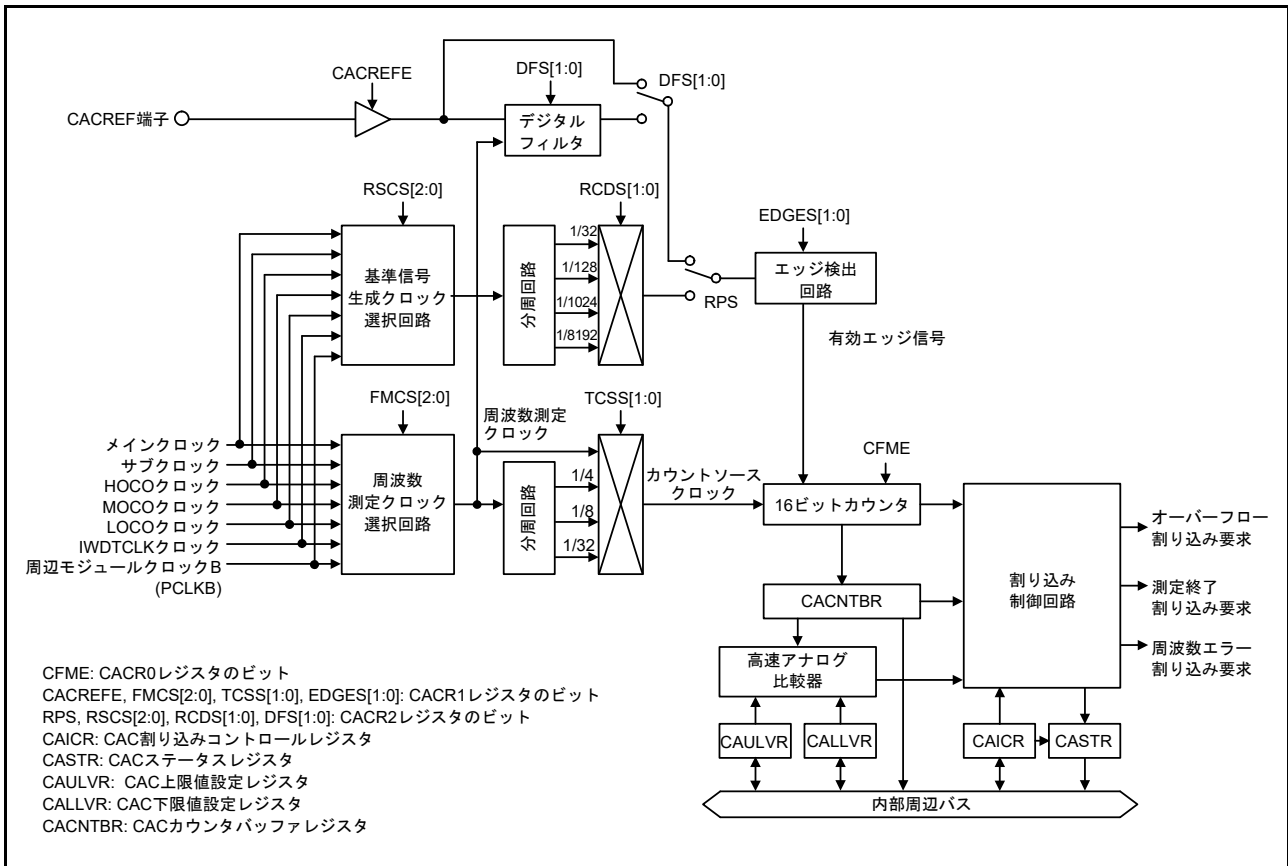 CACREFE
DFS[1:0]
DFS[1:0]
CACREF端子
デジタル
フィルタ
RSCS[2:0]
RCDS[1:0]
EDGES[1:0]
基準信号
生成クロック
選択回路
分周回路
1/32
1/128
1/1024
1/8192
RPS
エッジ検出
回路
有効エッジ信号
FMCS[2:0]
周波数測定
クロック
TCSS[1:0]
CFME
メインクロック
サブクロック
HOCOクロック
MOCOクロック
LOCOクロック
IWDTCLKクロック
周辺モジュールクロックB
(PCLKB)
周波数
測定クロック
選択回路
分周回路
1/4
1/8
1/32
カウントソース
クロック
16ビットカウンタ
CACNTBR
高速アナログ
比較器
CAULVR
CALLVR
割り込み
制御回路
CAICR
CASTR
オーバーフロー
割り込み要求
測定終了
割り込み要求
周波数エラー
割り込み要求
内部周辺バス
CFME: CACR0レジスタのビット
CACREFE, FMCS[2:0], TCSS[1:0], EDGES[1:0]: CACR1レジスタのビット
RPS, RSCS[2:0], RCDS[1:0], DFS[1:0]: CACR2レジスタのビット
CAICR: CAC割り込みコントロールレジスタ
CASTR: CACステータスレジスタ
CAULVR: CAC上限値設定レジスタ
CALLVR: CAC下限値設定レジスタ
CACNTBR: CACカウンタバッファレジスタ